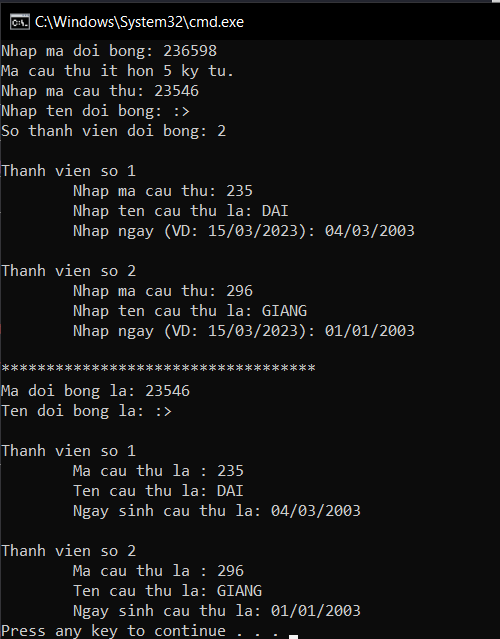 C:\Windows\System32\cmd.exe
Nhap ma doi bong: 236598
Ma cau thu it hon 5 ky tu.
Nhap ma cau thu: 23546
Nhap ten doi bong: :>
So thanh vien doi bong: 2
Thanh vien so 1
Nhap ma cau thu: 235
Nhap ten cau thu la: DAI
Nhap ngay (VD: 15/03/2023): 04/03/2003
Thanh vien so 2
Nhap ma cau thu: 296
Nhap ten cau thu la: GIANG
Nhap ngay (VD: 15/03/2023): 01/01/2003
***********************************
Ma doi bong la: 23546
Ten doi bong la: :>
Thanh vien so 1
Ma cau thu la : 235
Ten cau thu la: DAI
Ngay sinh cau thu la: 04/03/2003
Thanh vien so 2
Ma cau thu la : 296
Ten cau thu la: GIANG
Ngay sinh cau thu la: 01/01/2003
Press any key to continue . . .